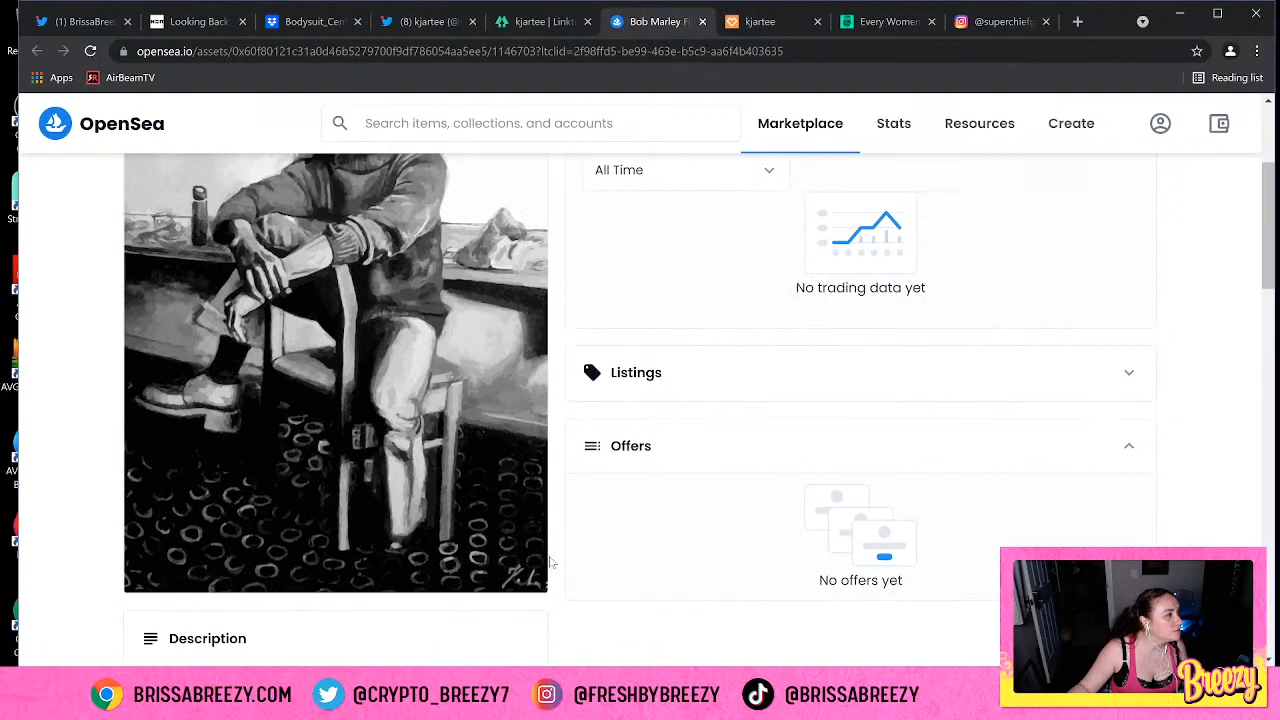 BrissaBreez
Looking Back
Bodysuit_Cen
(8) kjartee (@
kjartee | Linkt
Bob Marley F
kjartee
Every Women
@superchief
opensea.io/assets/0x60f80121c31a0d46b5279700f9df786054aa5ee5/1146703?ltclid=2f98ffd5-be99-463e-b5c9-aa6f4b403635
Apps
AirBeamTV
Reading list
OpenSea
Search items, collections, and accounts
Marketplace
Stats
Resources
Create
All Time
No trading data yet
Listings
Offers
No offers yet
Description
Breezy
BRISSABREEZY.COM
@CRYPTO_BREEZY7
@FRESHBYBREEZY
@BRISSABREEZY